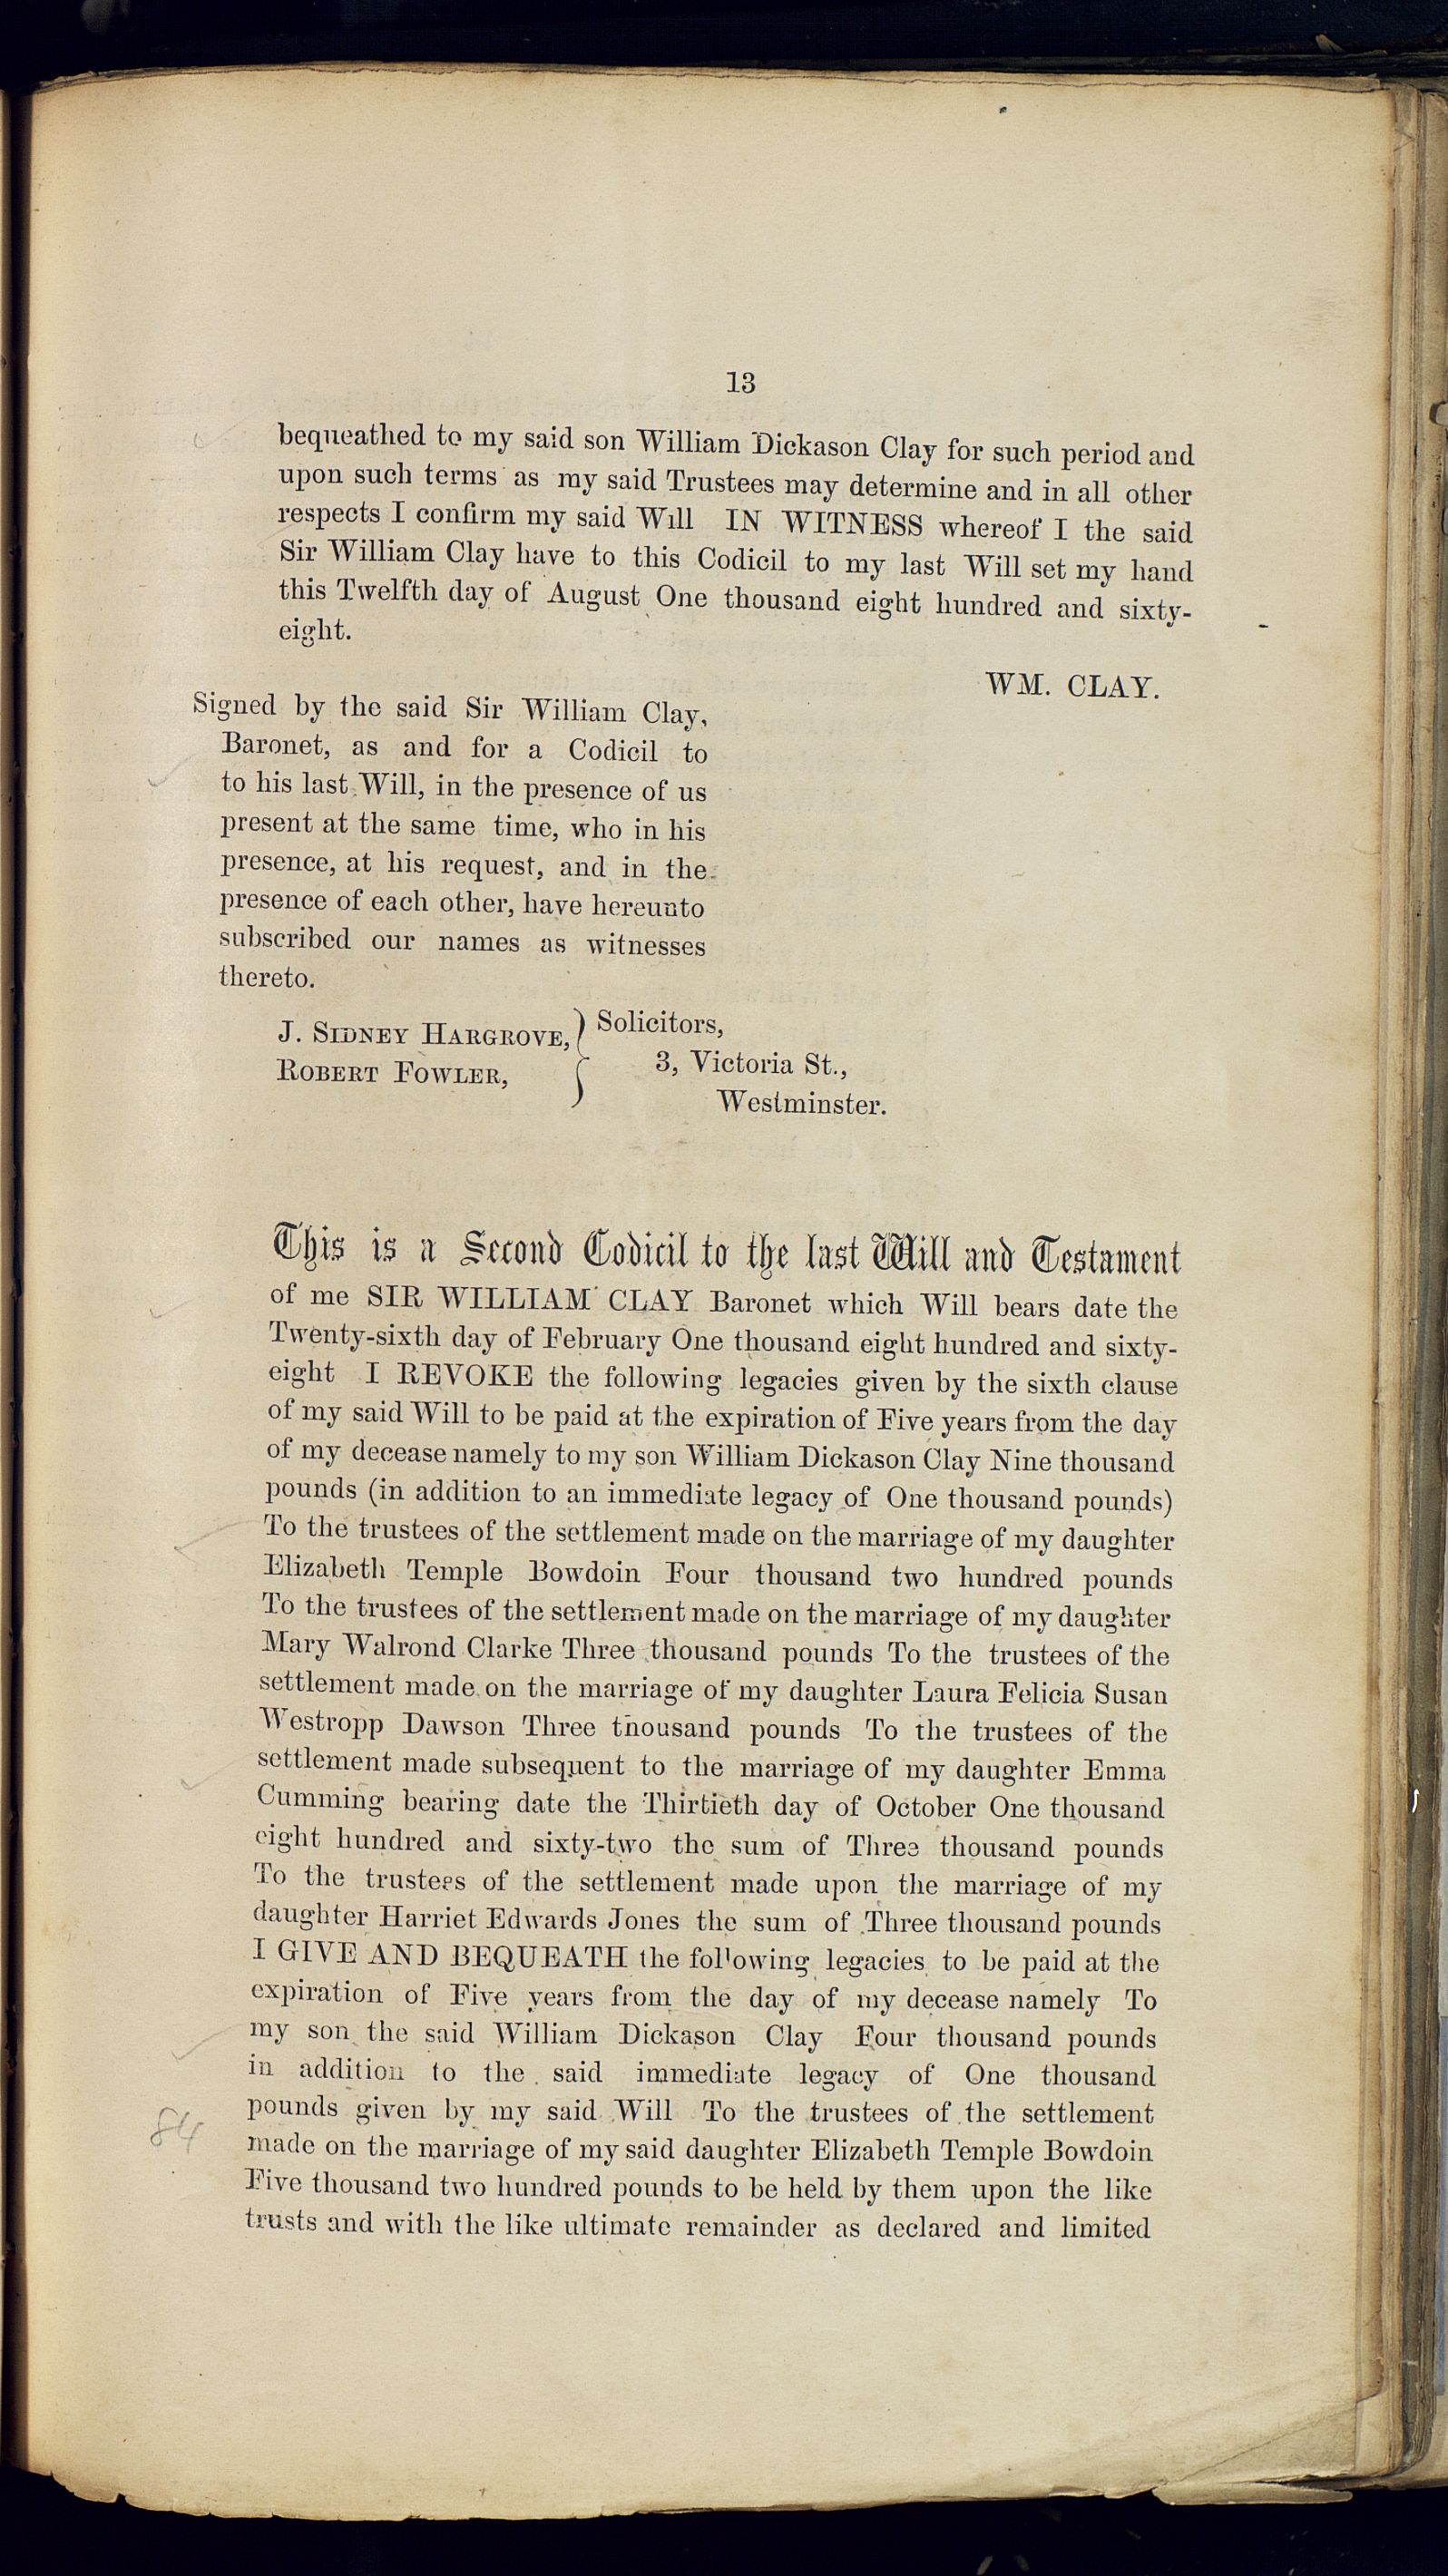 13
bequeathed to my said son William Dickason Clay for such period and
upon such terms as my said Trustees may determine and in all other
respects I confirm my said Will IN WITNESS whereof I the said
Sir William Clay have to this Codicil to my last Will set my hand
this Twelfth day of August One thousand eight hundred and sixty-
eight.
WM. CLAY.
Signed by the said Sir William Clay,
Baronet, as and for a Codicil to
to his last Will, in the presence of us
present at the same time, who in his
presence, at his request, and in the
presence of each other, have hereunto
subscribed our names as witnesses
thereto.
J. SIDNEY HARGROVE, } Solicitors,
ROBERT FOWLER, 3, Victoria St.,
Westminster.
This is a Second Codicil to the last Will and Testament
of me SIR WILLIAM CLAY Baronet which Will bears date the
Twenty-sixth day of February One thousand eight hundred and sixty-
eight I REVOKE the following legacies given by the sixth clause
of my said Will to be paid at the expiration of Five years from the day
of my decease namely to my son William Dickason Clay Nine thousand
pounds (in addition to an immediate legacy of One thousand pounds)
To the trustees of the settlement made on the marriage of my daughter
Elizabeth Temple Bowdoin Four thousand two hundred pounds
To the trustees of the settlement made on the marriage of my daughter
Mary Walrond Clarke Three thousand pounds To the trustees of the
settlement made on the marriage of my daughter Laura Felicia Susan
Westropp Dawson Three thousand pounds To the trustees of the
settlement made subsequent to the marriage of my daughter Emma
Cumming bearing date the Thirtieth day of October One thousand
eight hundred and sixty-two the sum of Three thousand pounds
To the trustees of the settlement made upon the marriage of my
daughter Harriet Edwards Jones the sum of Three thousand pounds
I GIVE AND BEQUEATH the following legacies to be paid at the
expiration of Five years from the day of my decease namely To
my son the said William Dickason Clay Four thousand pounds
in addition to the said immediate legacy of One thousand
pounds given by my said Will To the trustees of the settlement
84 made on the marriage of my said daughter Elizabeth Temple Bowdoin
Five thousand two hundred pounds to be held by them upon the like
trusts and with the like ultimate remainder as declared and limited